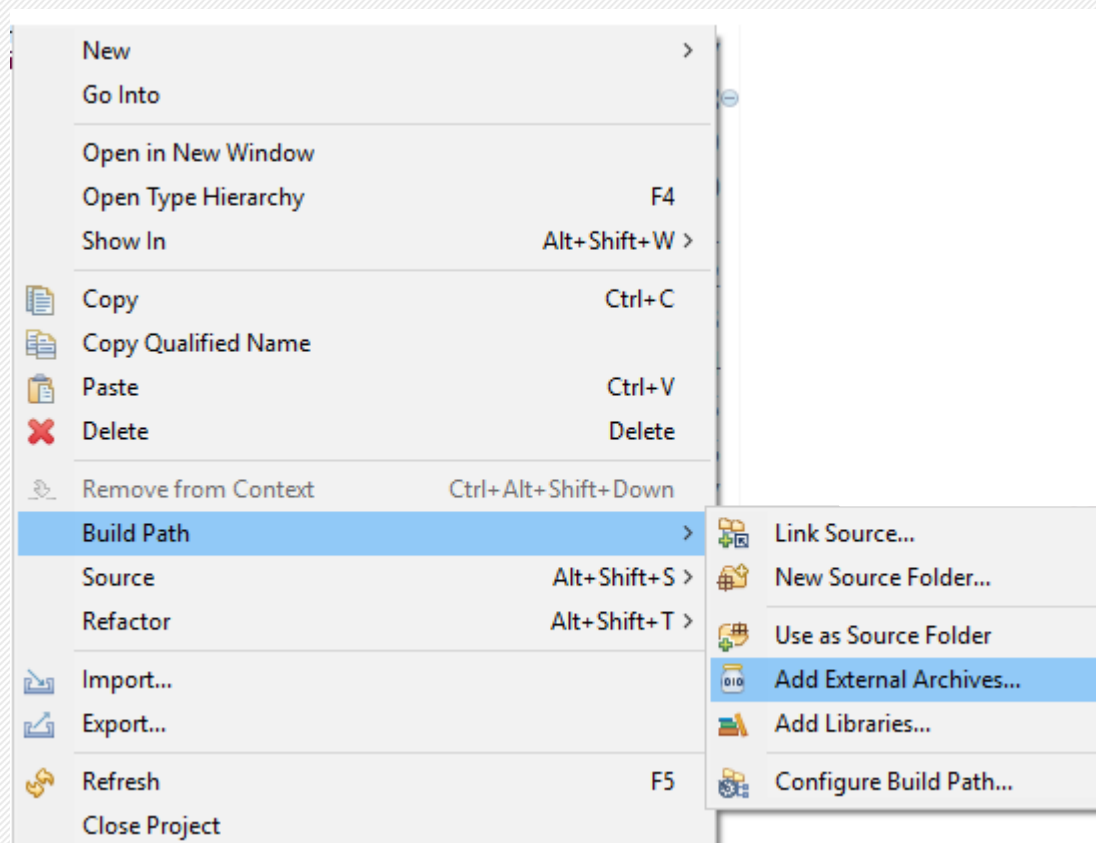 New
Go Into
Open in New Window
Open Type Hierarchy F4
Show In Alt+Shift+W >
Copy Ctrl+C
Copy Qualified Name
Paste Ctrl+V
Delete Delete
Remove from Context Ctrl+Alt+Shift+Down
Build Path
Source Alt+Shift+S >
Refactor Alt+Shift+T >
Import...
Export...
Refresh F5
Close Project
Link Source...
New Source Folder...
Use as Source Folder
Add External Archives...
Add Libraries...
Configure Build Path...